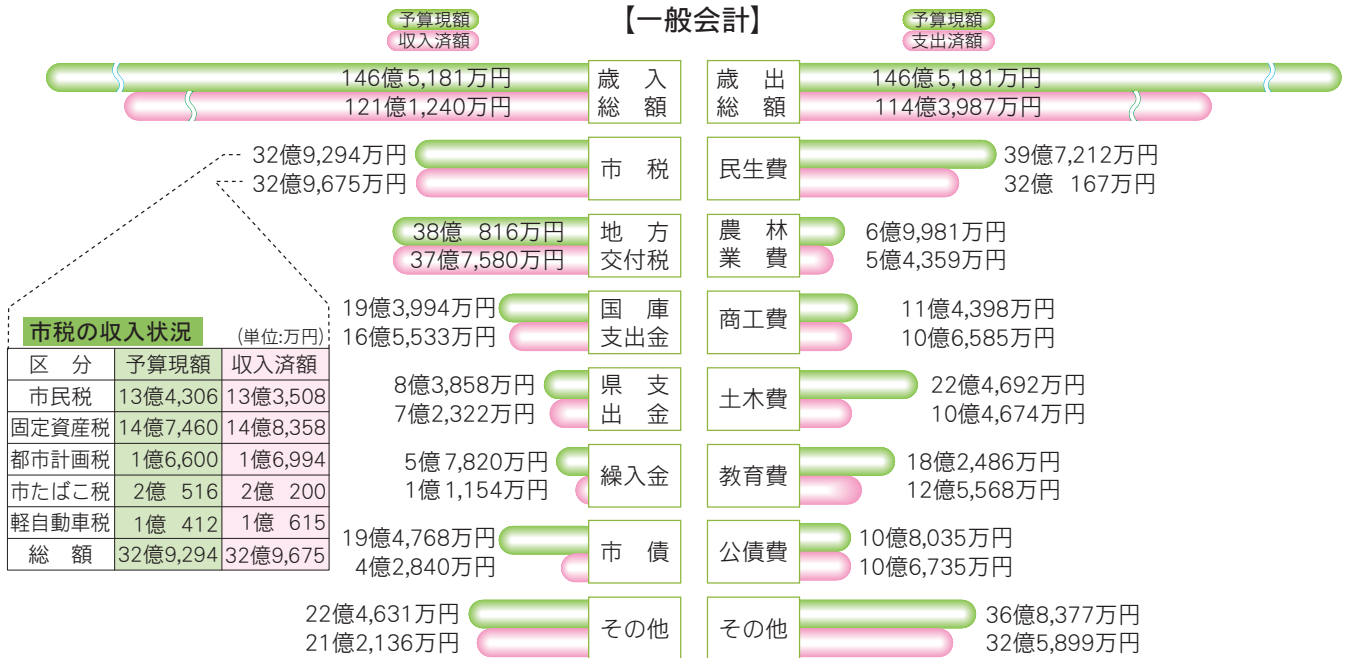 【一般会計】
予算現額
収入済額
予算現額
支出済額
146億5,181万円
121億1,240万円
歳入
総額
歳出
総額
146億5,181万円
114億3,987万円
32億9,294万円
32億9,675万円
市税
民生費
39億7,212万円
32億 167万円
38億 816万円
37億7,580万円
地方
交付税
農林
業費
6億9,981万円
5億4,359万円
19億3,994万円
16億5,533万円
国庫
支出金
商工費
11億4,398万円
10億6,585万円
8億3,858万円
7億2,322万円
県支
出金
土木費
22億4,692万円
10億4,674万円
5億7,820万円
1億1,154万円
繰入金
教育費
18億2,486万円
12億5,568万円
19億4,768万円
4億2,840万円
市債
公債費
10億8,035万円
10億6,735万円
22億4,631万円
21億2,136万円
その他
その他
36億8,377万円
32億5,899万円
市税の収入状況 (単位:万円)
区分 予算現額 収入済額
市民税 13億4,306 13億3,508
固定資産税 14億7,460 14億8,358
都市計画税 1億6,600 1億6,994
市たばこ税 2億 516 2億 200
軽自動車税 1億 412 1億 615
総額 32億9,294 32億9,675